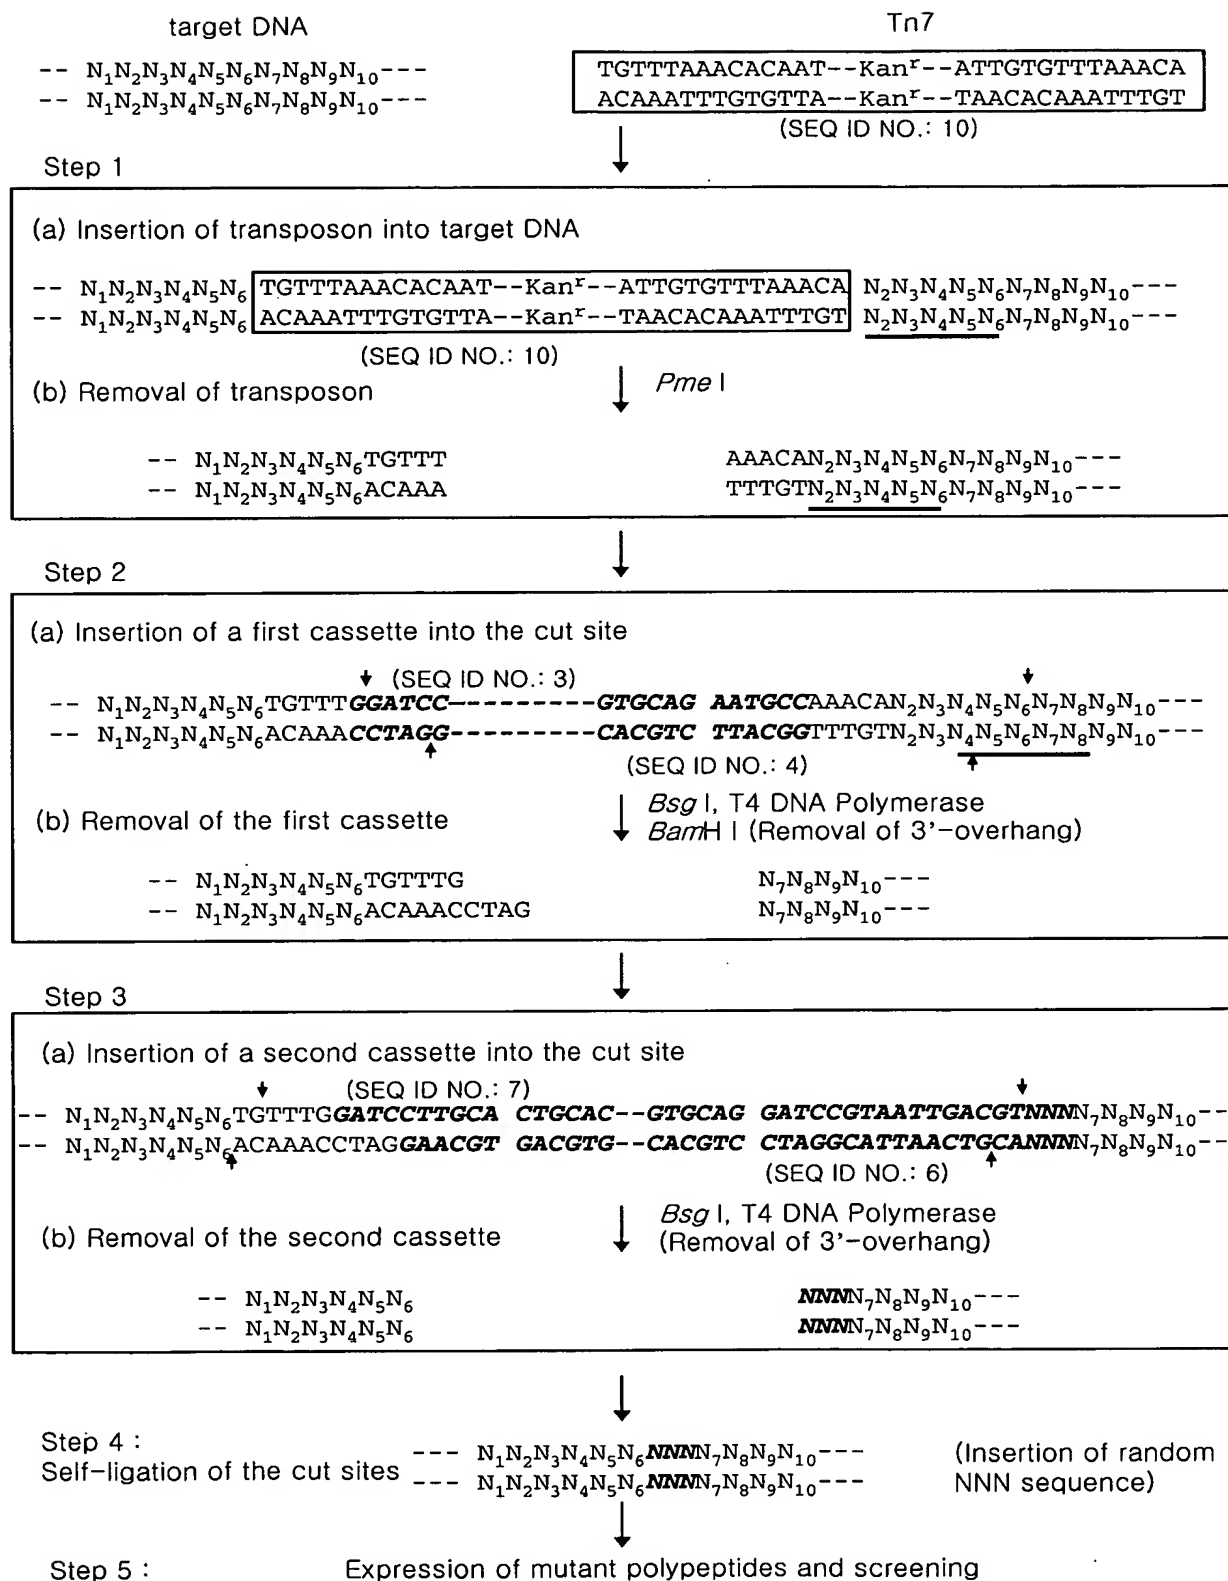 target DNA
Tn7
-- N1N2N3N4N5N6N7N8N9N10---
-- N1N2N3N4N5N6N7N8N9N10---
TGTTTAAACACAAT--Kanr--ATTGTGTTTAAACA
ACAAATTTGTGTTA--Kanr--TAACACAAATTTGT
(SEQ ID NO.: 10)
Step 1
(a) Insertion of transposon into target DNA
-- N1N2N3N4N5N6 TGTTTAAACACAAT--Kanr--ATTGTGTTTAAACA N2N3N4N5N6N7N8N9N10---
-- N1N2N3N4N5N6 ACAAATTTGTGTTA--Kanr--TAACACAAATTTGT N2N3N4N5N6N7N8N9N10---
(SEQ ID NO.: 10)
(b) Removal of transposon
Pme I
-- N1N2N3N4N5N6TGTTT AAACAN2N3N4N5N6N7N8N9N10---
-- N1N2N3N4N5N6ACAAA TTTGTN2N3N4N5N6N7N8N9N10---
Step 2
(a) Insertion of a first cassette into the cut site
(SEQ ID NO.: 3)
-- N1N2N3N4N5N6TGTTTGGATCC---------GTGCAG AATGCCAAACAN2N3N4N5N6N7N8N9N10---
-- N1N2N3N4N5N6ACAAACCTAGG---------CACGTC TTACGGTTTGTN2N3N4N5N6N7N8N9N10---
(SEQ ID NO.: 4)
(b) Removal of the first cassette
Bsg I, T4 DNA Polymerase
BamH I (Removal of 3'-overhang)
-- N1N2N3N4N5N6TGTTTG N7N8N9N10---
-- N1N2N3N4N5N6ACAAACCTAG N7N8N9N10---
Step 3
(a) Insertion of a second cassette into the cut site
(SEQ ID NO.: 7)
-- N1N2N3N4N5N6TGTTTGGATCCTTGCA CTGCAC--GTGCAG GATCCGTAATTGACGTNNNN7N8N9N10---
-- N1N2N3N4N5N6ACAAACCTAGGAACGT GACGTG--CACGTC CTAGGCATTAACTGCANNNN7N8N9N10---
(SEQ ID NO.: 6)
(b) Removal of the second cassette
Bsg I, T4 DNA Polymerase
(Removal of 3'-overhang)
-- N1N2N3N4N5N6 NNNN7N8N9N10---
-- N1N2N3N4N5N6 NNNN7N8N9N10---
Step 4 :
Self-ligation of the cut sites
--- N1N2N3N4N5N6NNNN7N8N9N10---
--- N1N2N3N4N5N6NNNN7N8N9N10---
(Insertion of random
NNN sequence)
Step 5 : Expression of mutant polypeptides and screening